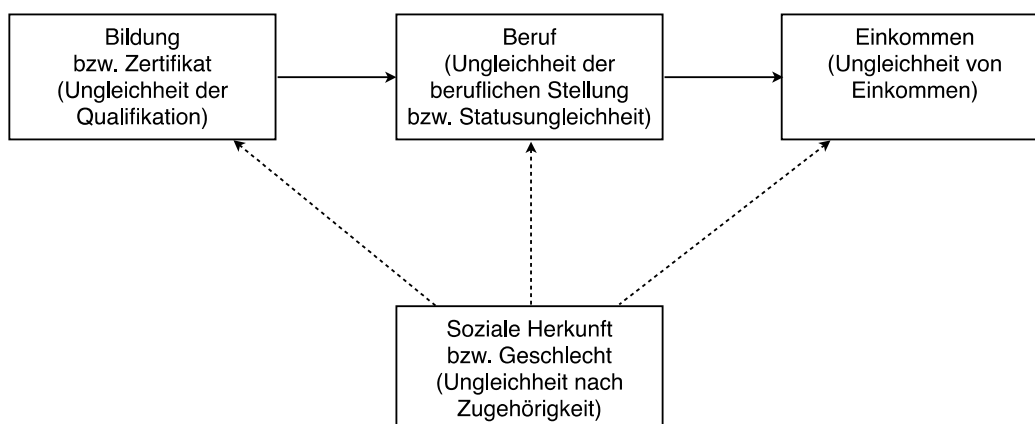 Bildung
bzw. Zertifikat
(Ungleichheit der
Qualifikation)
Beruf
(Ungleichheit der
beruflichen Stellung
bzw. Statusungleichheit)
Einkommen
(Ungleichheit von
Einkommen)
Soziale Herkunft
bzw. Geschlecht
(Ungleichheit nach
Zugehörigkeit)